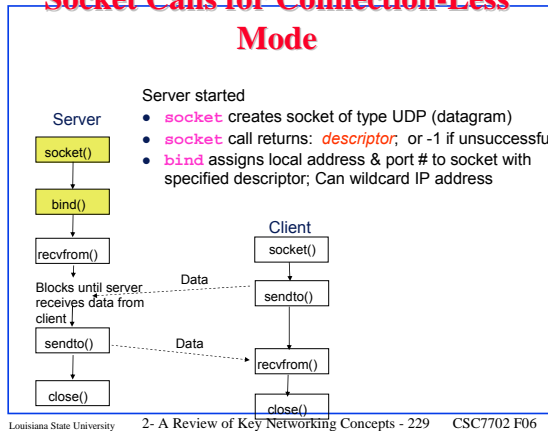 Socket Calls for Connection-Less
Mode
Server started
● socket creates socket of type UDP (datagram)
● socket call returns: descriptor; or -1 if unsuccessfu
● bind assigns local address & port # to socket with
specified descriptor; Can wildcard IP address
Server
socket()
bind()
recvfrom()
Blocks until server
receives data from
client
sendto()
close()
Client
socket()
Data
sendto()
Data
recvfrom()
close()
Louisiana State University 2- A Review of Key Networking Concepts - 229 CSC7702 F06